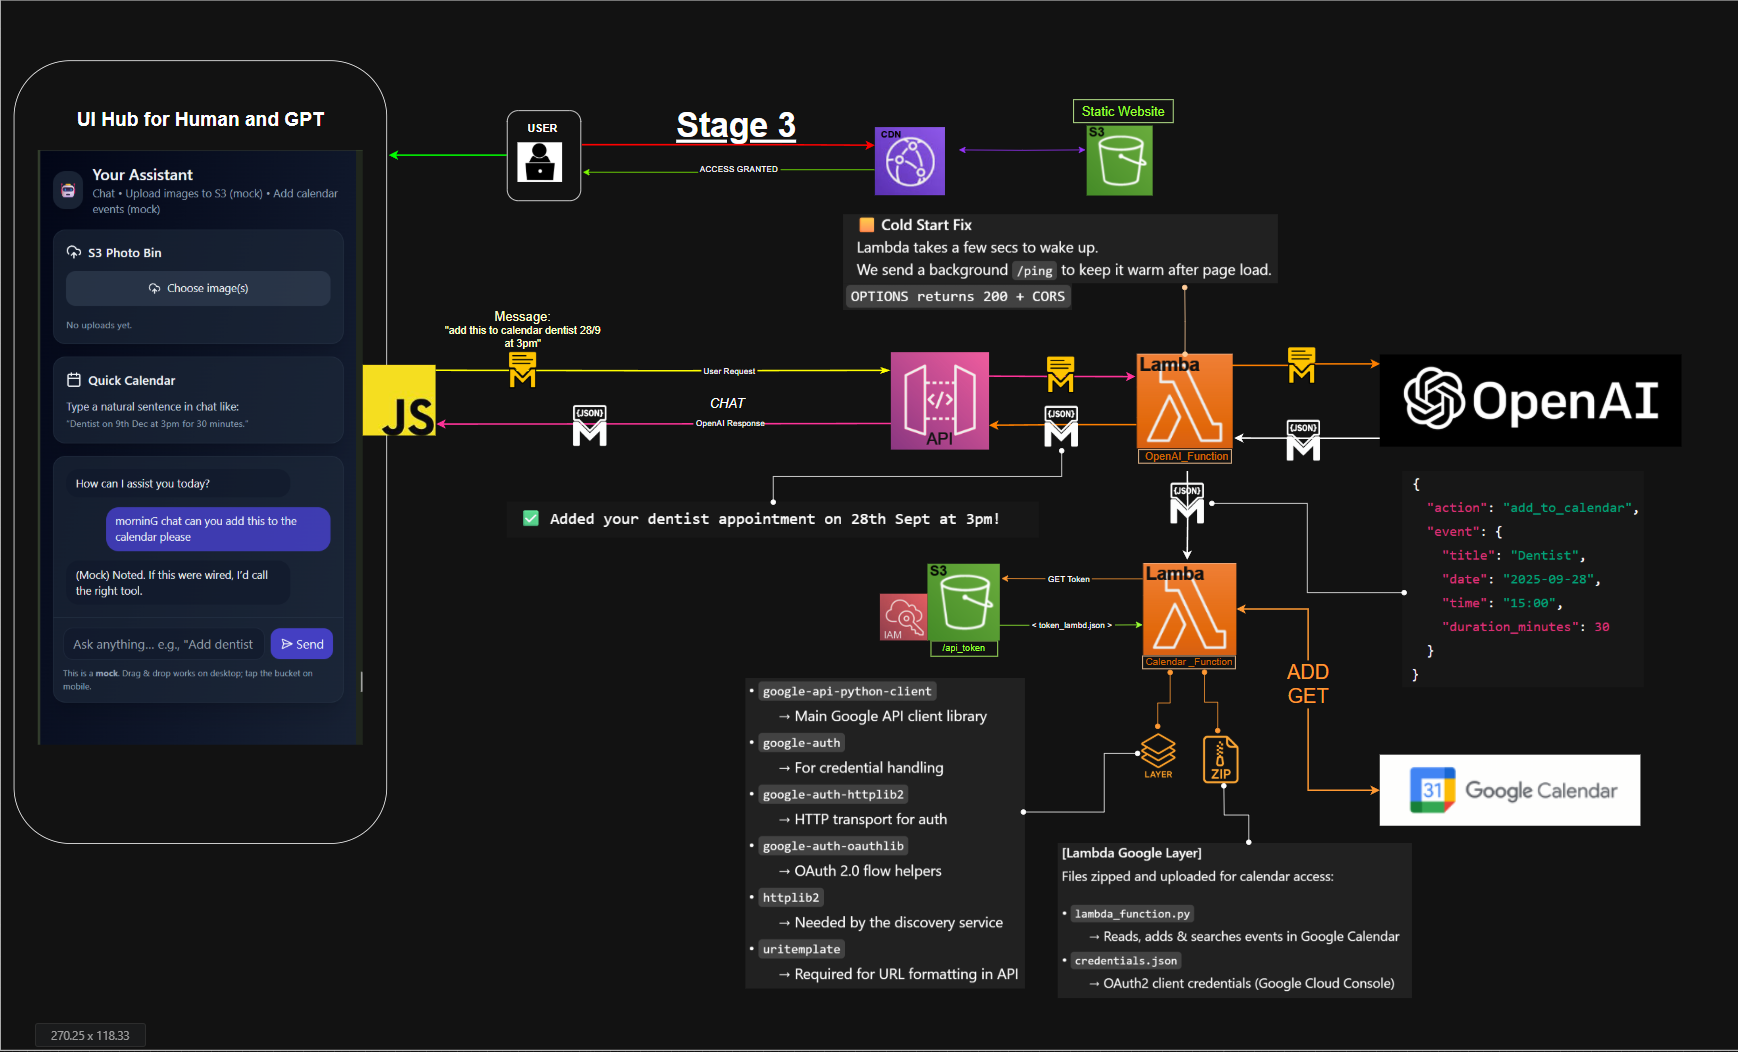 UI Hub for Human and GPT
Your Assistant
Chat • Upload images to S3 (mock) • Add calendar
events (mock)
S3 Photo Bin
Choose image(s)
No uploads yet.
Quick Calendar
Type a natural sentence in chat like:
"Dentist on 9th Dec at 3pm for 30 minutes."
How can I assist you today?
morninG chat can you add this to the
calendar please
(Mock) Noted. If this were wired, I'd call
the right tool.
Ask anything... e.g., "Add dentist
Send
This is a mock. Drag & drop works on desktop; tap the bucket on
mobile.
JS
USER
Stage 3
ACCESS GRANTED
CDN
Static Website
S3
Cold Start Fix
Lambda takes a few secs to wake up.
We send a background /ping to keep it warm after page load.
OPTIONS returns 200 + CORS
Message:
"add this to calendar dentist 28/9
at 3pm"
User Request
CHAT
{JSON}
OpenAI Response
API
{JSON}
Lamba
OpenAI_Function
{JSON}
OpenAI
✅ Added your dentist appointment on 28th Sept at 3pm!
{JSON}
{
"action": "add_to_calendar",
"event": {
"title": "Dentist",
"date": "2025-09-28",
"time": "15:00",
"duration_minutes": 30
}
}
IAM
S3
/api_token
GET Token
< token_lambd.json >
Lamba
Calendar _Function
ADD
GET
LAYER
ZIP
31 Google Calendar
• google-api-python-client
→ Main Google API client library
• google-auth
→ For credential handling
• google-auth-httplib2
→ HTTP transport for auth
• google-auth-oauthlib
→ OAuth 2.0 flow helpers
• httplib2
→ Needed by the discovery service
• uritemplate
→ Required for URL formatting in API
[Lambda Google Layer]
Files zipped and uploaded for calendar access:
• lambda_function.py
→ Reads, adds & searches events in Google Calendar
• credentials.json
→ OAuth2 client credentials (Google Cloud Console)
270.25 x 118.33